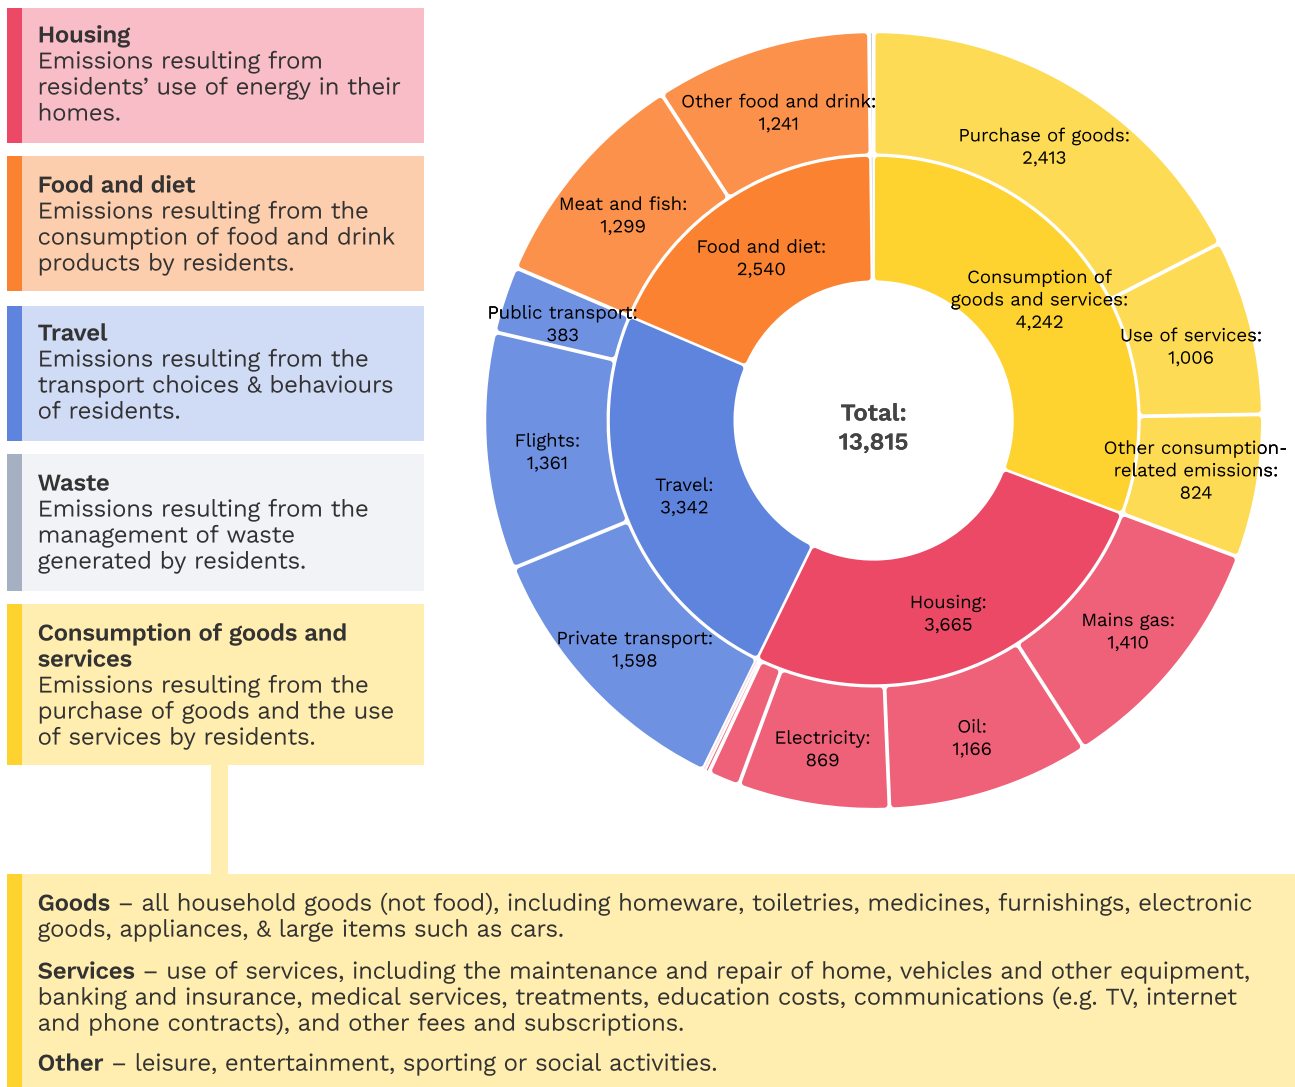 Housing
Emissions resulting from
residents’ use of energy in their
homes.
Food and diet
Emissions resulting from the
consumption of food and drink
products by residents.
Travel
Emissions resulting from the
transport choices & behaviours
of residents.
Waste
Emissions resulting from the
management of waste
generated by residents.
Consumption of goods and
services
Emissions resulting from the
purchase of goods and the use
of services by residents.
Other food and drink:
1,241
Purchase of goods:
2,413
Meat and fish:
1,299
Food and diet:
2,540
Consumption of
goods and services:
4,242
Public transport:
383
Use of services:
1,006
Total:
13,815
Flights:
1,361
Other consumption-
related emissions:
824
Travel:
3,342
Housing:
3,665
Mains gas:
1,410
Private transport:
1,598
Electricity:
869
Oil:
1,166
Goods – all household goods (not food), including homeware, toiletries, medicines, furnishings, electronic
goods, appliances, & large items such as cars.
Services – use of services, including the maintenance and repair of home, vehicles and other equipment,
banking and insurance, medical services, treatments, education costs, communications (e.g. TV, internet
and phone contracts), and other fees and subscriptions.
Other – leisure, entertainment, sporting or social activities.